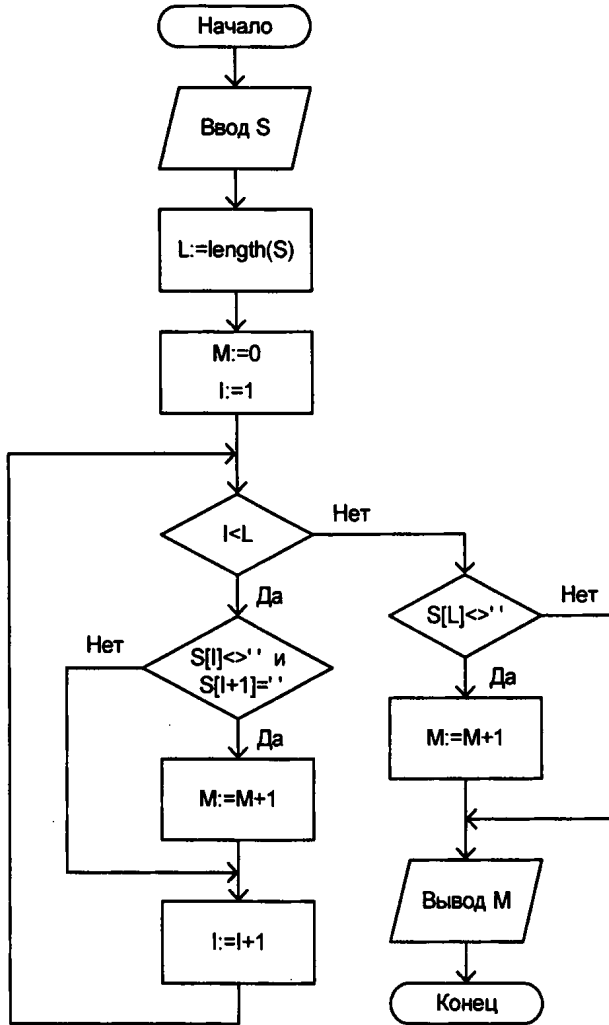 Начало
Ввод S
L:=length(S)
M:=0
I:=1
I<L
Нет
Да
S[I]<>' ' и
S[I+1]=' '
Нет
Да
M:=M+1
I:=I+1
S[L]<>' '
Нет
Да
M:=M+1
Вывод M
Конец